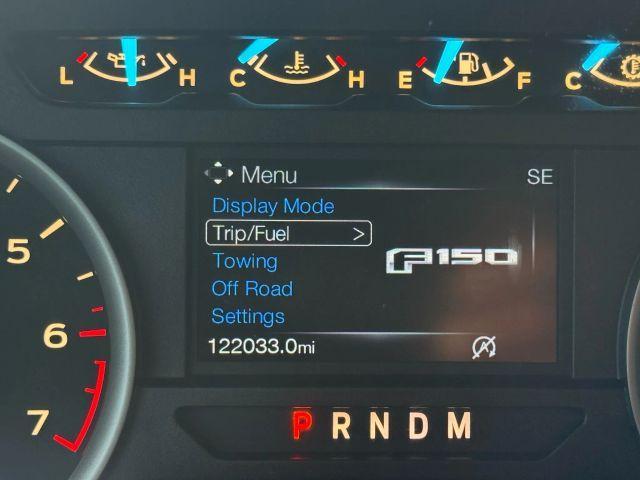 L H C H E F C
Menu SE
Display Mode
Trip/Fuel >
Towing
F150
Off Road
Settings
122033.0mi
A
5
6
7
P R N D M